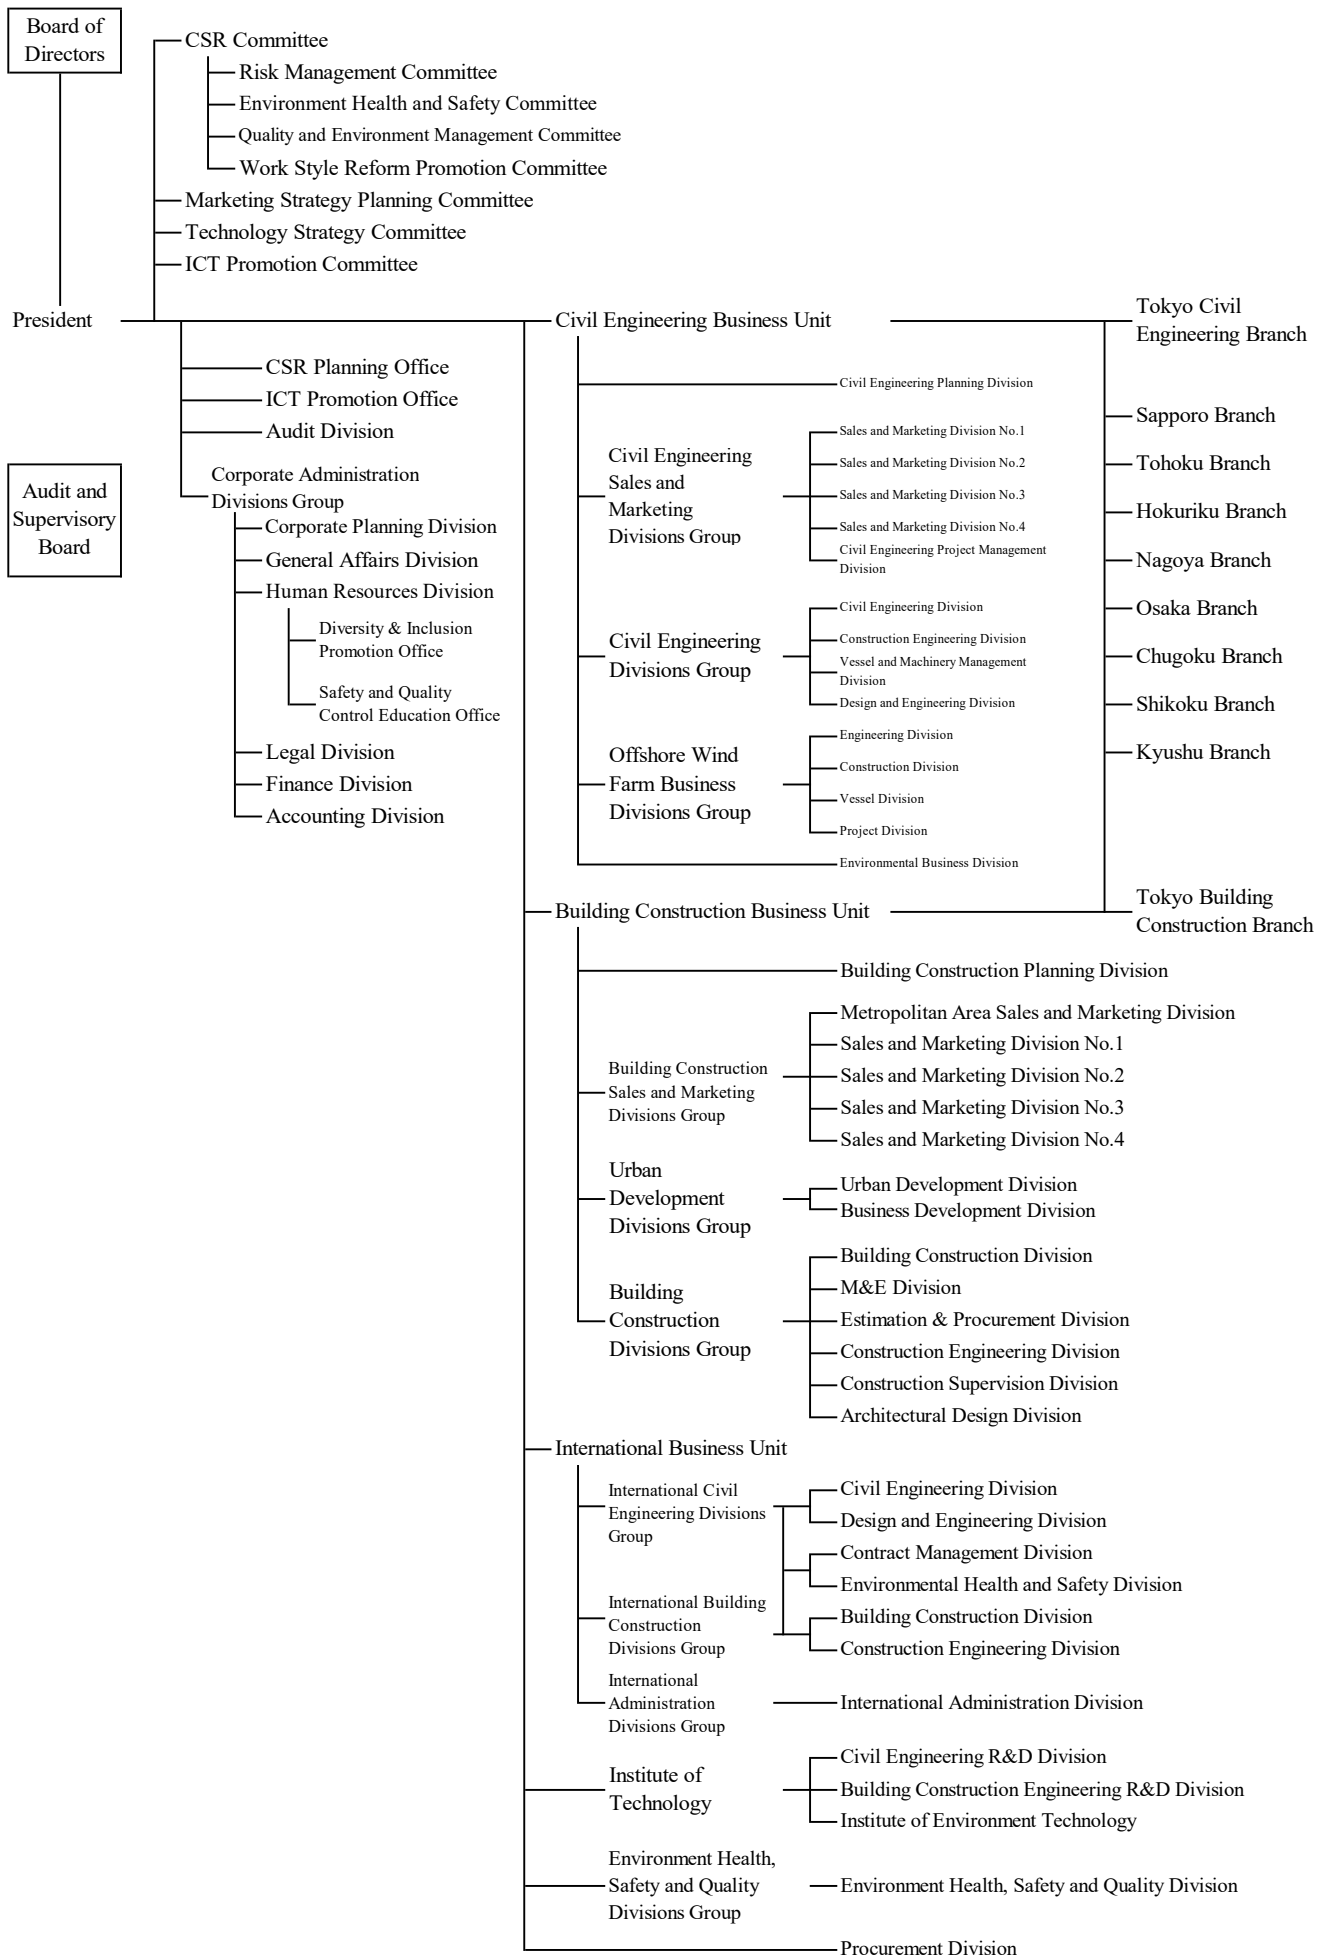 Board of
Directors
CSR Committee
Risk Management Committee
Environment Health and Safety Committee
Quality and Environment Management Committee
Work Style Reform Promotion Committee
Marketing Strategy Planning Committee
Technology Strategy Committee
ICT Promotion Committee
President
CSR Planning Office
ICT Promotion Office
Audit Division
Corporate Administration
Divisions Group
Corporate Planning Division
General Affairs Division
Human Resources Division
Diversity & Inclusion
Promotion Office
Safety and Quality
Control Education Office
Legal Division
Finance Division
Accounting Division
Audit and
Supervisory
Board
Civil Engineering Business Unit
Civil Engineering Planning Division
Civil Engineering
Sales and
Marketing
Divisions Group
Sales and Marketing Division No.1
Sales and Marketing Division No.2
Sales and Marketing Division No.3
Sales and Marketing Division No.4
Civil Engineering Project Management
Division
Civil Engineering
Divisions Group
Civil Engineering Division
Construction Engineering Division
Vessel and Machinery Management
Division
Design and Engineering Division
Offshore Wind
Farm Business
Divisions Group
Engineering Division
Construction Division
Vessel Division
Project Division
Environmental Business Division
Tokyo Civil
Engineering Branch
Sapporo Branch
Tohoku Branch
Hokuriku Branch
Nagoya Branch
Osaka Branch
Chugoku Branch
Shikoku Branch
Kyushu Branch
Tokyo Building
Construction Branch
Building Construction Business Unit
Building Construction Planning Division
Building Construction
Sales and Marketing
Divisions Group
Metropolitan Area Sales and Marketing Division
Sales and Marketing Division No.1
Sales and Marketing Division No.2
Sales and Marketing Division No.3
Sales and Marketing Division No.4
Urban
Development
Divisions Group
Urban Development Division
Business Development Division
Building
Construction
Divisions Group
Building Construction Division
M&E Division
Estimation & Procurement Division
Construction Engineering Division
Construction Supervision Division
Architectural Design Division
International Business Unit
International Civil
Engineering Divisions
Group
Civil Engineering Division
Design and Engineering Division
Contract Management Division
Environmental Health and Safety Division
International Building
Construction
Divisions Group
Building Construction Division
Construction Engineering Division
International
Administration
Divisions Group
International Administration Division
Institute of
Technology
Civil Engineering R&D Division
Building Construction Engineering R&D Division
Institute of Environment Technology
Environment Health,
Safety and Quality
Divisions Group
Environment Health, Safety and Quality Division
Procurement Division